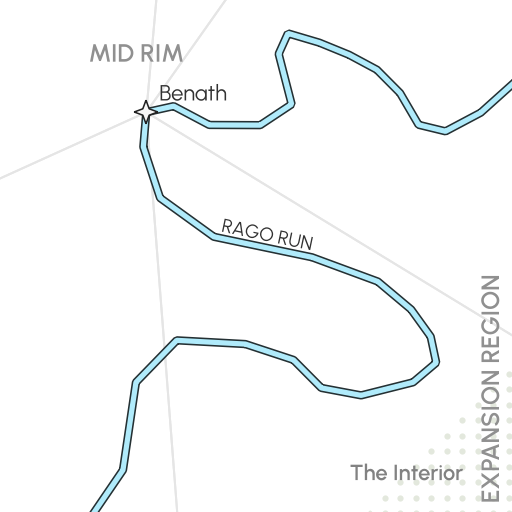 MID RIM
Benath
RAGO RUN
EXPANSION REGION
The Interior